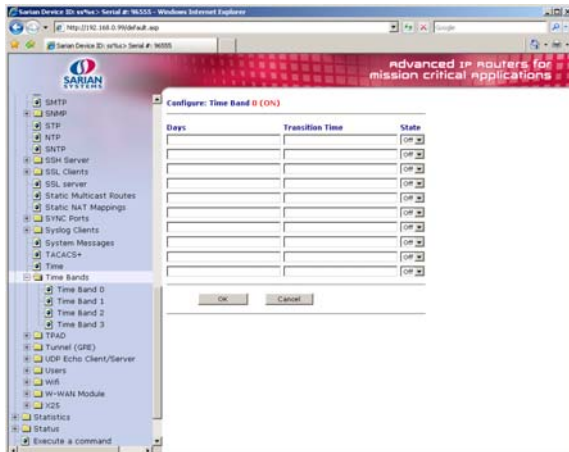 Sarian Device ID: ss%s> Serial #: 96555 - Windows Internet Explorer
http://192.168.0.99/default.asp
Google
Sarian Device ID: ss%s> Serial #: 96555
SARIAN
SYSTEMS
Advanced IP Routers for
mission critical Applications
SMTP
SNMP
STP
NTP
SNTP
SSH Server
SSL Clients
SSL server
Static Multicast Routes
Static NAT Mappings
SYNC Ports
Syslog Clients
System Messages
TACACS+
Time
Time Bands
Time Band 0
Time Band 1
Time Band 2
Time Band 3
TPAD
Tunnel (GRE)
UDP Echo Client/Server
Users
Wifi
W-WAN Module
X25
Statistics
Status
Execute a command
Configure: Time Band 0 (ON)
Days Transition Time State
Off
Off
Off
Off
Off
Off
Off
Off
Off
Off
OK Cancel